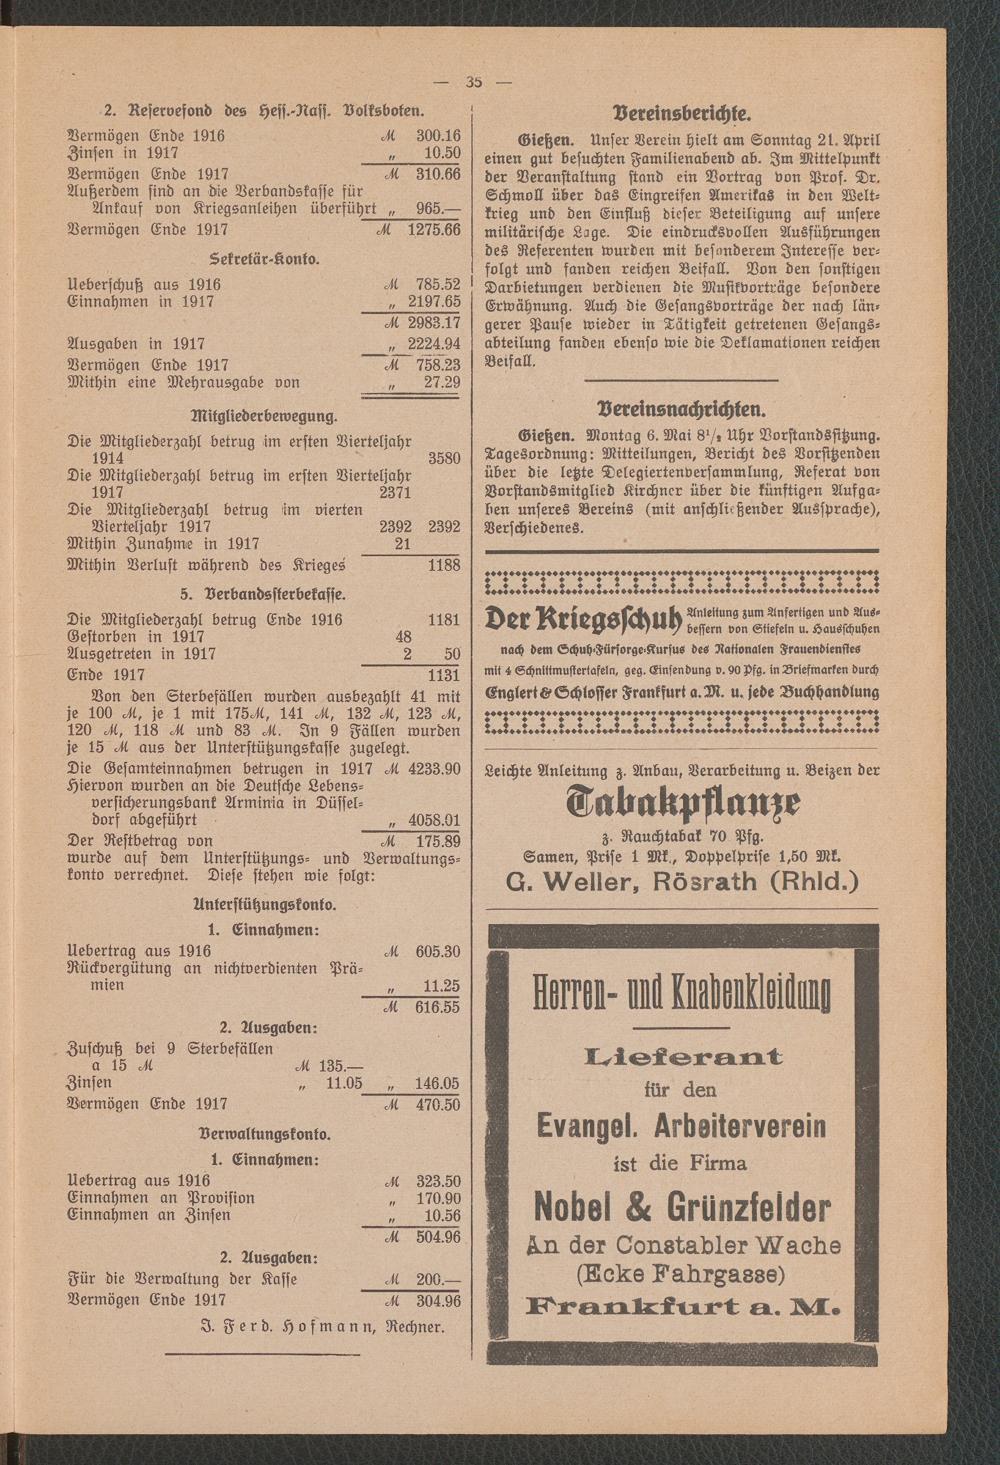 — 35 —
2. Reservefond des Hess.-Nass. Volksboten.
Vermögen Ende 1916 M 300.16
Zinsen in 1917 „ 10.50
Vermögen Ende 1917 M 310.66
Außerdem sind an die Verbandskasse für
Ankauf von Kriegsanleihen überführt „ 965.—
Vermögen Ende 1917 M 1275.66
Sekretär-Konto.
Ueberschuß aus 1916 M 785.52
Einnahmen in 1917 „ 2197.65
M 2983.17
Ausgaben in 1917 „ 2224.94
Vermögen Ende 1917 M 758.23
Mithin eine Mehrausgabe von „ 27.29
Mitgliederbewegung.
Die Mitgliederzahl betrug im ersten Vierteljahr
1914 3580
Die Mitgliederzahl betrug im ersten Vierteljahr
1917 2371
Die Mitgliederzahl betrug im vierten
Vierteljahr 1917 2392 2392
Mithin Zunahme in 1917 21
Mithin Verlust während des Krieges 1188
5. Verbandssterbekasse.
Die Mitgliederzahl betrug Ende 1916 1181
Gestorben in 1917 48
Ausgetreten in 1917 2 50
Ende 1917 1131
Von den Sterbefällen wurden ausbezahlt 41 mit
je 100 M, je 1 mit 175M, 141 M, 132 M, 123 M,
120 M, 118 M und 83 M. In 9 Fällen wurden
je 15 M aus der Unterstützungskasse zugelegt.
Die Gesamteinnahmen betrugen in 1917 M 4233.90
Hiervon wurden an die Deutsche Lebens-
versicherungsbank Arminia in Düssel-
dorf abgeführt „ 4058.01
Der Restbetrag von M 175.89
wurde auf dem Unterstützungs- und Verwaltungs-
konto verrechnet. Diese stehen wie folgt:
Unterstützungskonto.
1. Einnahmen:
Uebertrag aus 1916 M 605.30
Rückvergütung an nichtverdienten Prä-
mien „ 11.25
M 616.55
2. Ausgaben:
Zuschuß bei 9 Sterbefällen
a 15 M M 135.—
Zinsen „ 11.05 „ 146.05
Vermögen Ende 1917 M 470.50
Verwaltungskonto.
1. Einnahmen:
Uebertrag aus 1916 M 323.50
Einnahmen an Provision „ 170.90
Einnahmen an Zinsen „ 10.56
M 504.96
2. Ausgaben:
Für die Verwaltung der Kasse M 200.—
Vermögen Ende 1917 M 304.96
J. Ferd. Hofmann, Rechner.
Vereinsberichte.
Gießen. Unser Verein hielt am Sonntag 21. April
einen gut besuchten Familienabend ab. Im Mittelpunkt
der Veranstaltung stand ein Vortrag von Prof. Dr.
Schmoll über das Eingreifen Amerikas in den Welt-
krieg und den Einfluß dieser Beteiligung auf unsere
militärische Lage. Die eindrucksvollen Ausführungen
des Referenten wurden mit besonderem Interesse ver-
folgt und fanden reichen Beifall. Von den sonstigen
Darbietungen verdienen die Musikvorträge besondere
Erwähnung. Auch die Gesangsvorträge der nach län-
gerer Pause wieder in Tätigkeit getretenen Gesangs-
abteilung fanden ebenso wie die Deklamationen reichen
Beifall.
Vereinsnachrichten.
Gießen. Montag 6. Mai 8½ Uhr Vorstandssitzung.
Tagesordnung: Mitteilungen, Bericht des Vorsitzenden
über die letzte Delegiertenversammlung, Referat von
Vorstandsmitglied Kirchner über die künftigen Aufga-
ben unseres Vereins (mit anschließender Aussprache),
Verschiedenes.
Der Kriegsschuh Anleitung zum Anfertigen und Aus-
bessern von Stiefeln u. Hausschuhen
nach dem Schuh-Fürsorge-Kursus des Nationalen Frauendienstes
mit 4 Schnittmustertafeln, geg. Einsendung v. 90 Pfg. in Briefmarken durch
Englert & Schlosser Frankfurt a. M. u. jede Buchhandlung
Leichte Anleitung z. Anbau, Verarbeitung u. Beizen der
Tabakpflanze
z. Rauchtabak 70 Pfg.
Samen, Prise 1 Mk., Doppelprise 1,50 Mk.
G. Weller, Rösrath (Rhld.)
Herren- und Knabenkleidung
Lieferant
für den
Evangel. Arbeiterverein
ist die Firma
Nobel & Grünzfelder
An der Constabler Wache
(Ecke Fahrgasse)
Frankfurt a. M.